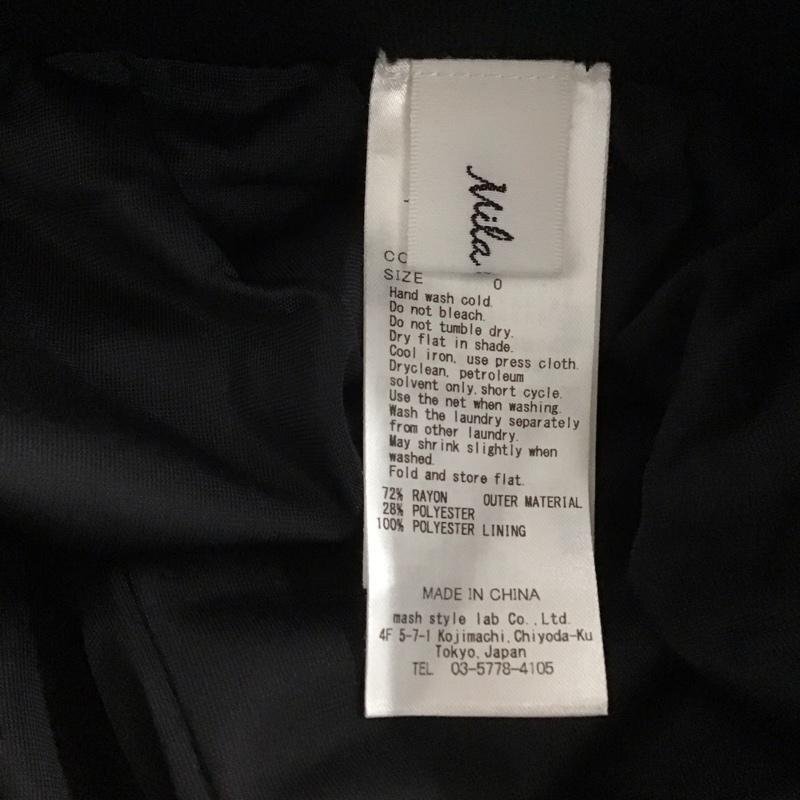 Mila
CO
SIZE 0
Hand wash cold.
Do not bleach.
Do not tumble dry.
Dry flat in shade.
Cool iron, use press cloth.
Dryclean, petroleum
solvent only, short cycle.
Use the net when washing.
Wash the laundry separately
from other laundry.
May shrink slightly when
washed.
Fold and store flat.
72% RAYON OUTER MATERIAL
28% POLYESTER
100% POLYESTER LINING
MADE IN CHINA
mash style lab Co.,Ltd.
4F 5-7-1 Kojimachi, Chiyoda-Ku
Tokyo, Japan
TEL 03-5778-4105